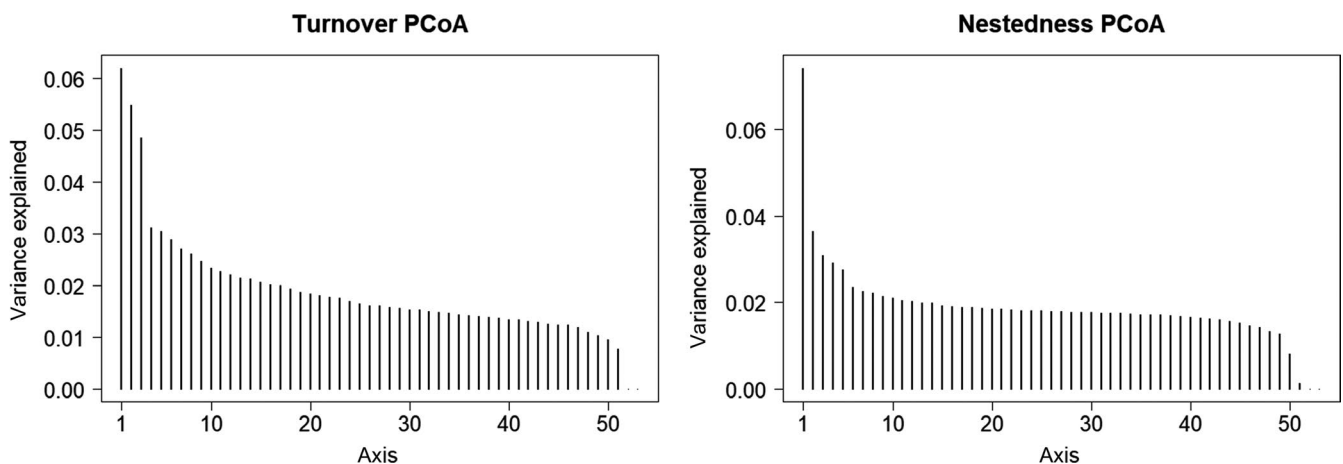 Turnover PCoA
Variance explained
0.06
0.05
0.04
0.03
0.02
0.01
0.00
1 10 20 30 40 50
Axis
Nestedness PCoA
Variance explained
0.06
0.04
0.02
0.00
1 10 20 30 40 50
Axis